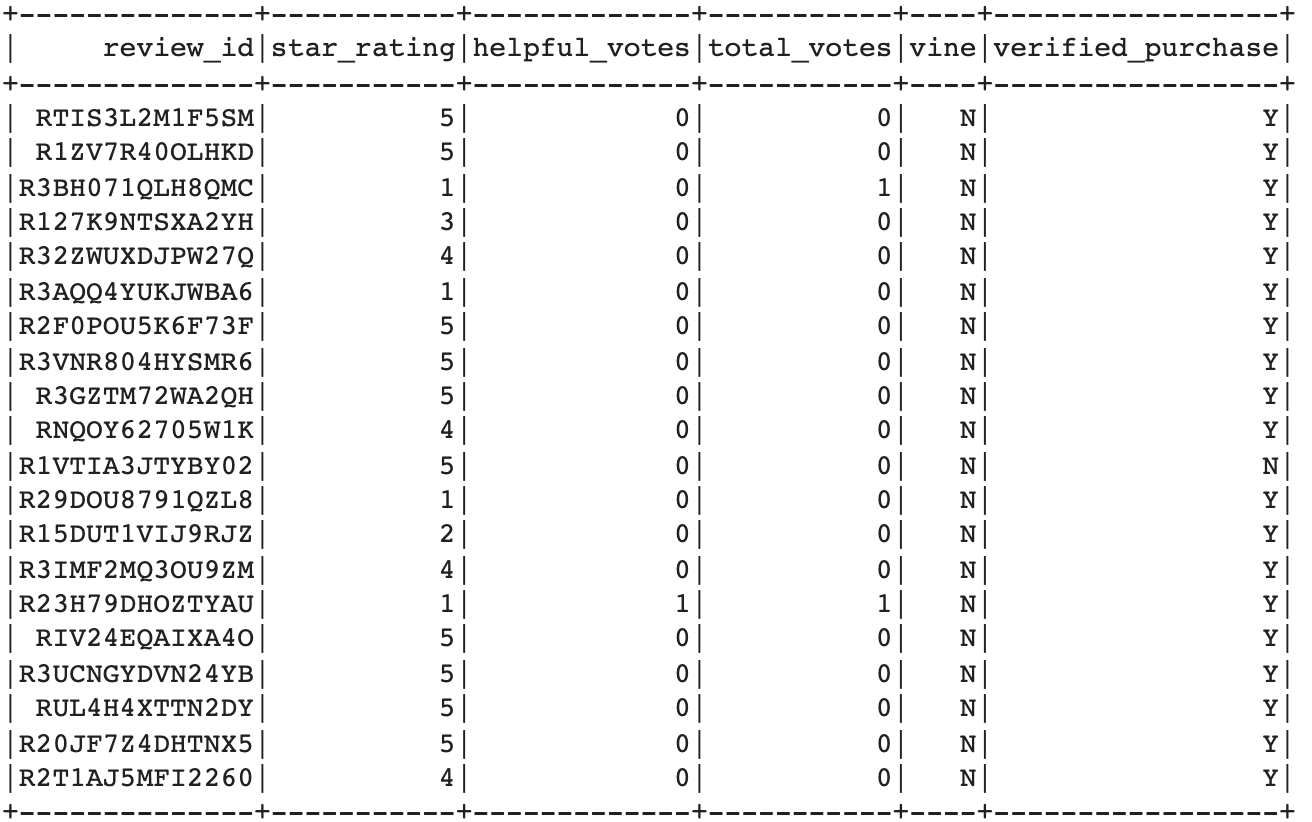 +--------------+-----------+-------------+-----------+----+-----------------+
|     review_id|star_rating|helpful_votes|total_votes|vine|verified_purchase|
+--------------+-----------+-------------+-----------+----+-----------------+
| RTIS3L2M1F5SM|          5|            0|          0|   N|                Y|
| R1ZV7R40OLHKD|          5|            0|          0|   N|                Y|
|R3BH071QLH8QMC|          1|            0|          1|   N|                Y|
|R127K9NTSXA2YH|          3|            0|          0|   N|                Y|
|R32ZWUXDJPW27Q|          4|            0|          0|   N|                Y|
|R3AQQ4YUKJWBA6|          1|            0|          0|   N|                Y|
|R2F0POU5K6F73F|          5|            0|          0|   N|                Y|
|R3VNR804HYSMR6|          5|            0|          0|   N|                Y|
| R3GZTM72WA2QH|          5|            0|          0|   N|                Y|
| RNQOY62705W1K|          4|            0|          0|   N|                Y|
|R1VTIA3JTYBY02|          5|            0|          0|   N|                N|
|R29DOU8791QZL8|          1|            0|          0|   N|                Y|
|R15DUT1VIJ9RJZ|          2|            0|          0|   N|                Y|
|R3IMF2MQ3OU9ZM|          4|            0|          0|   N|                Y|
|R23H79DHOZTYAU|          1|            1|          1|   N|                Y|
| RIV24EQAIXA4O|          5|            0|          0|   N|                Y|
|R3UCNGYDVN24YB|          5|            0|          0|   N|                Y|
| RUL4H4XTTN2DY|          5|            0|          0|   N|                Y|
|R20JF7Z4DHTNX5|          5|            0|          0|   N|                Y|
|R2T1AJ5MFI2260|          4|            0|          0|   N|                Y|
+--------------+-----------+-------------+-----------+----+-----------------+